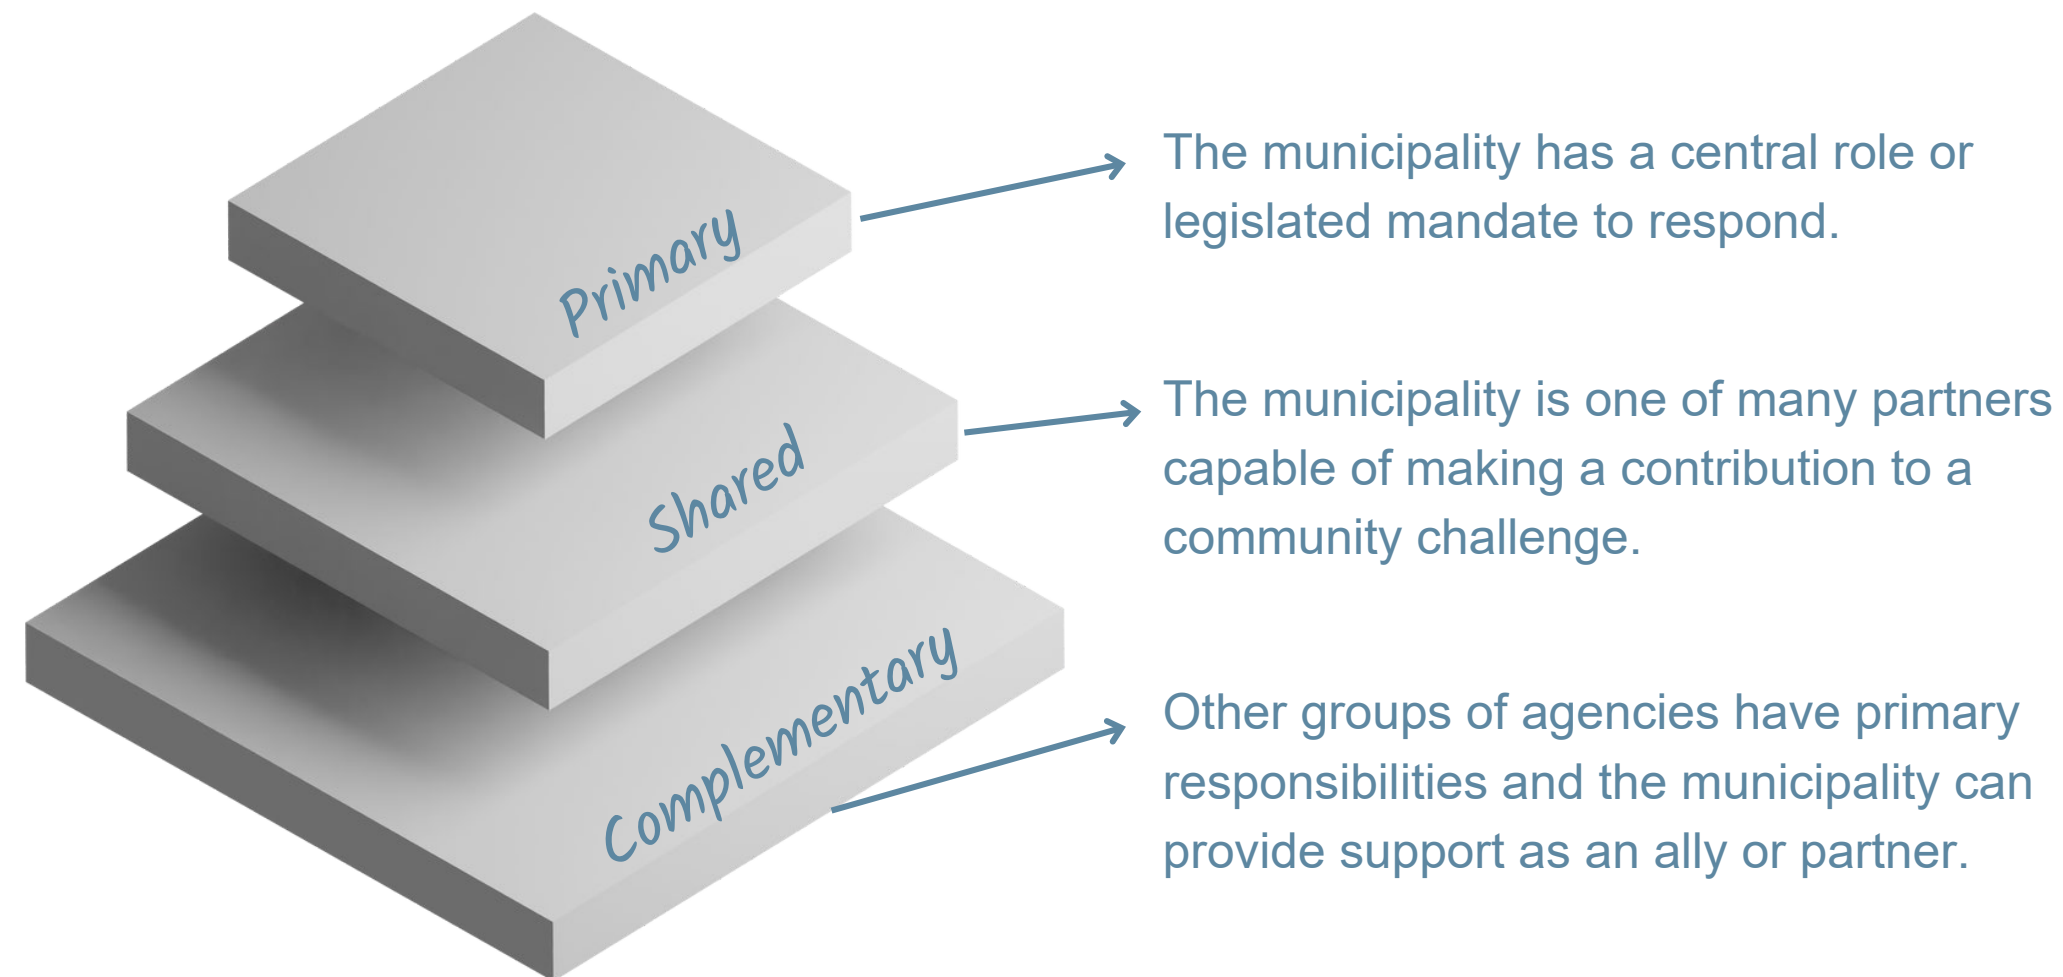 Primary
The municipality has a central role or
legislated mandate to respond.
Shared
The municipality is one of many partners
capable of making a contribution to a
community challenge.
Complementary
Other groups of agencies have primary
responsibilities and the municipality can
provide support as an ally or partner.